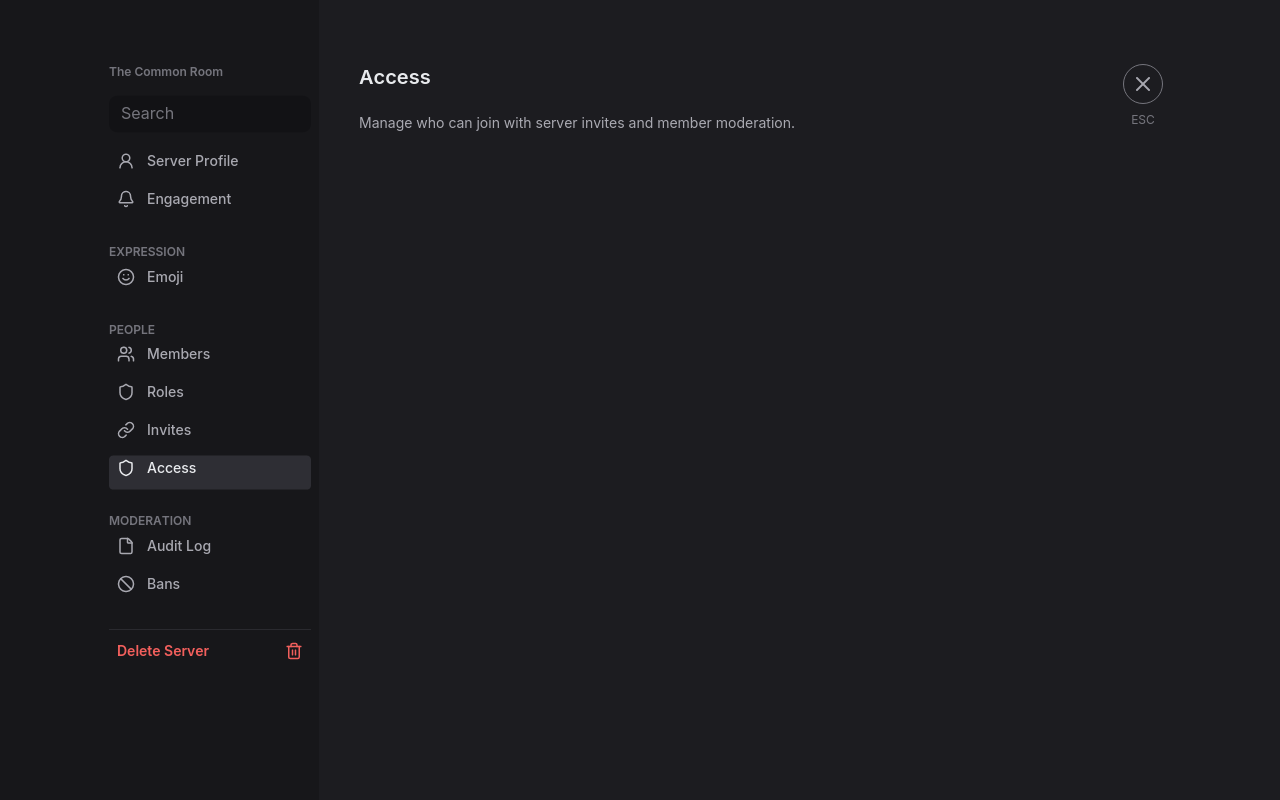 The Common Room
Search
Server Profile
Engagement
EXPRESSION
Emoji
PEOPLE
Members
Roles
Invites
Access
MODERATION
Audit Log
Bans
Delete Server
Access
Manage who can join with server invites and member moderation.
ESC